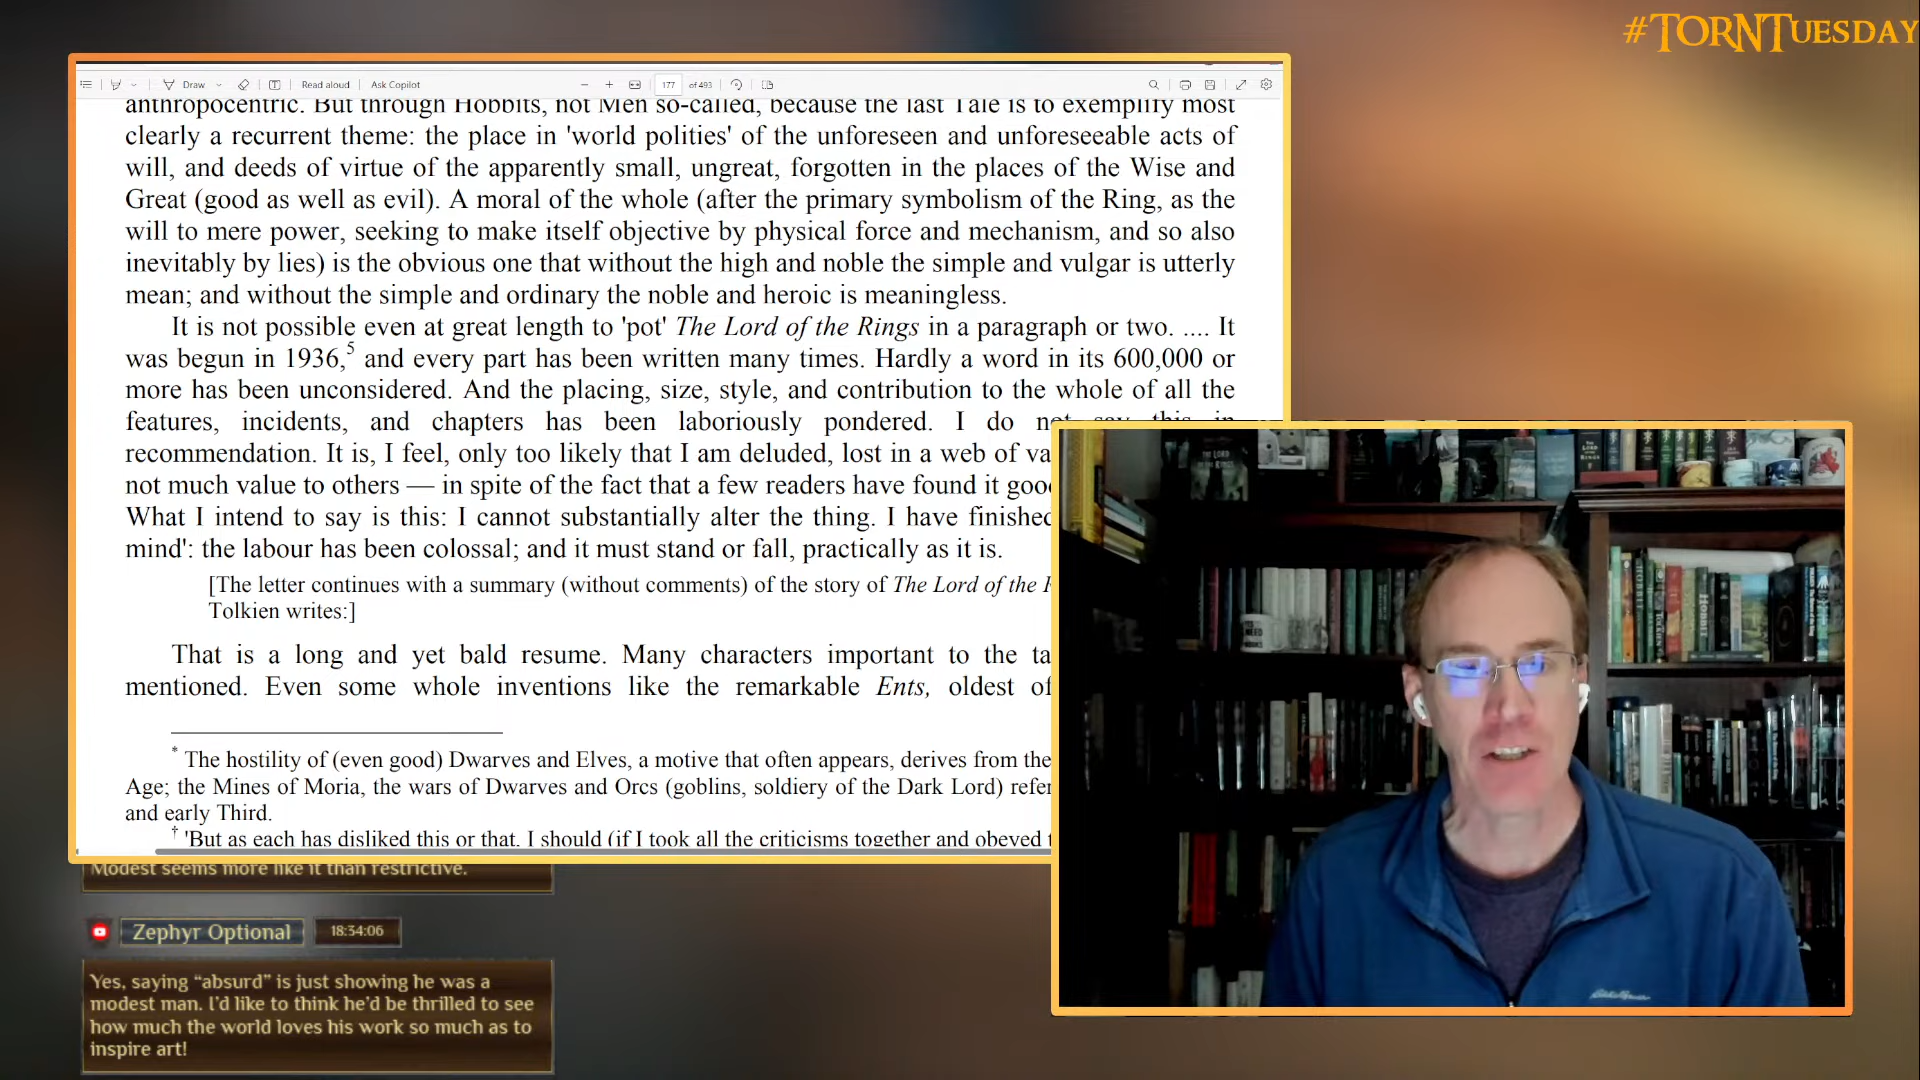 #TORNTUESDAY
Draw
Read aloud
Ask Copilot
177
of 493
anthropocentric. But through Hobbits, not Men so-called, because the last Tale is to exemplify most
clearly a recurrent theme: the place in 'world polities' of the unforeseen and unforeseeable acts of
will, and deeds of virtue of the apparently small, ungreat, forgotten in the places of the Wise and
Great (good as well as evil). A moral of the whole (after the primary symbolism of the Ring, as the
will to mere power, seeking to make itself objective by physical force and mechanism, and so also
inevitably by lies) is the obvious one that without the high and noble the simple and vulgar is utterly
mean; and without the simple and ordinary the noble and heroic is meaningless.
It is not possible even at great length to 'pot' The Lord of the Rings in a paragraph or two. .... It
was begun in 1936,5 and every part has been written many times. Hardly a word in its 600,000 or
more has been unconsidered. And the placing, size, style, and contribution to the whole of all the
features, incidents, and chapters has been laboriously pondered. I do not say this in
recommendation. It is, I feel, only too likely that I am deluded, lost in a web of va
not much value to others — in spite of the fact that a few readers have found it good
What I intend to say is this: I cannot substantially alter the thing. I have finished
mind': the labour has been colossal; and it must stand or fall, practically as it is.
[The letter continues with a summary (without comments) of the story of The Lord of the
Tolkien writes:]
That is a long and yet bald resume. Many characters important to the ta
mentioned. Even some whole inventions like the remarkable Ents, oldest of
* The hostility of (even good) Dwarves and Elves, a motive that often appears, derives from the
Age; the Mines of Moria, the wars of Dwarves and Orcs (goblins, soldiery of the Dark Lord) refer
and early Third.
† 'But as each has disliked this or that, I should (if I took all the criticisms together and obeyed
THE LORD
OF THE RINGS
HOBBIT
Modest seems more like it than restrictive.
Zephyr Optional
18:34:06
Yes, saying “absurd” is just showing he was a
modest man. I'd like to think he'd be thrilled to see
how much the world loves his work so much as to
inspire art!
Eddie Bauer